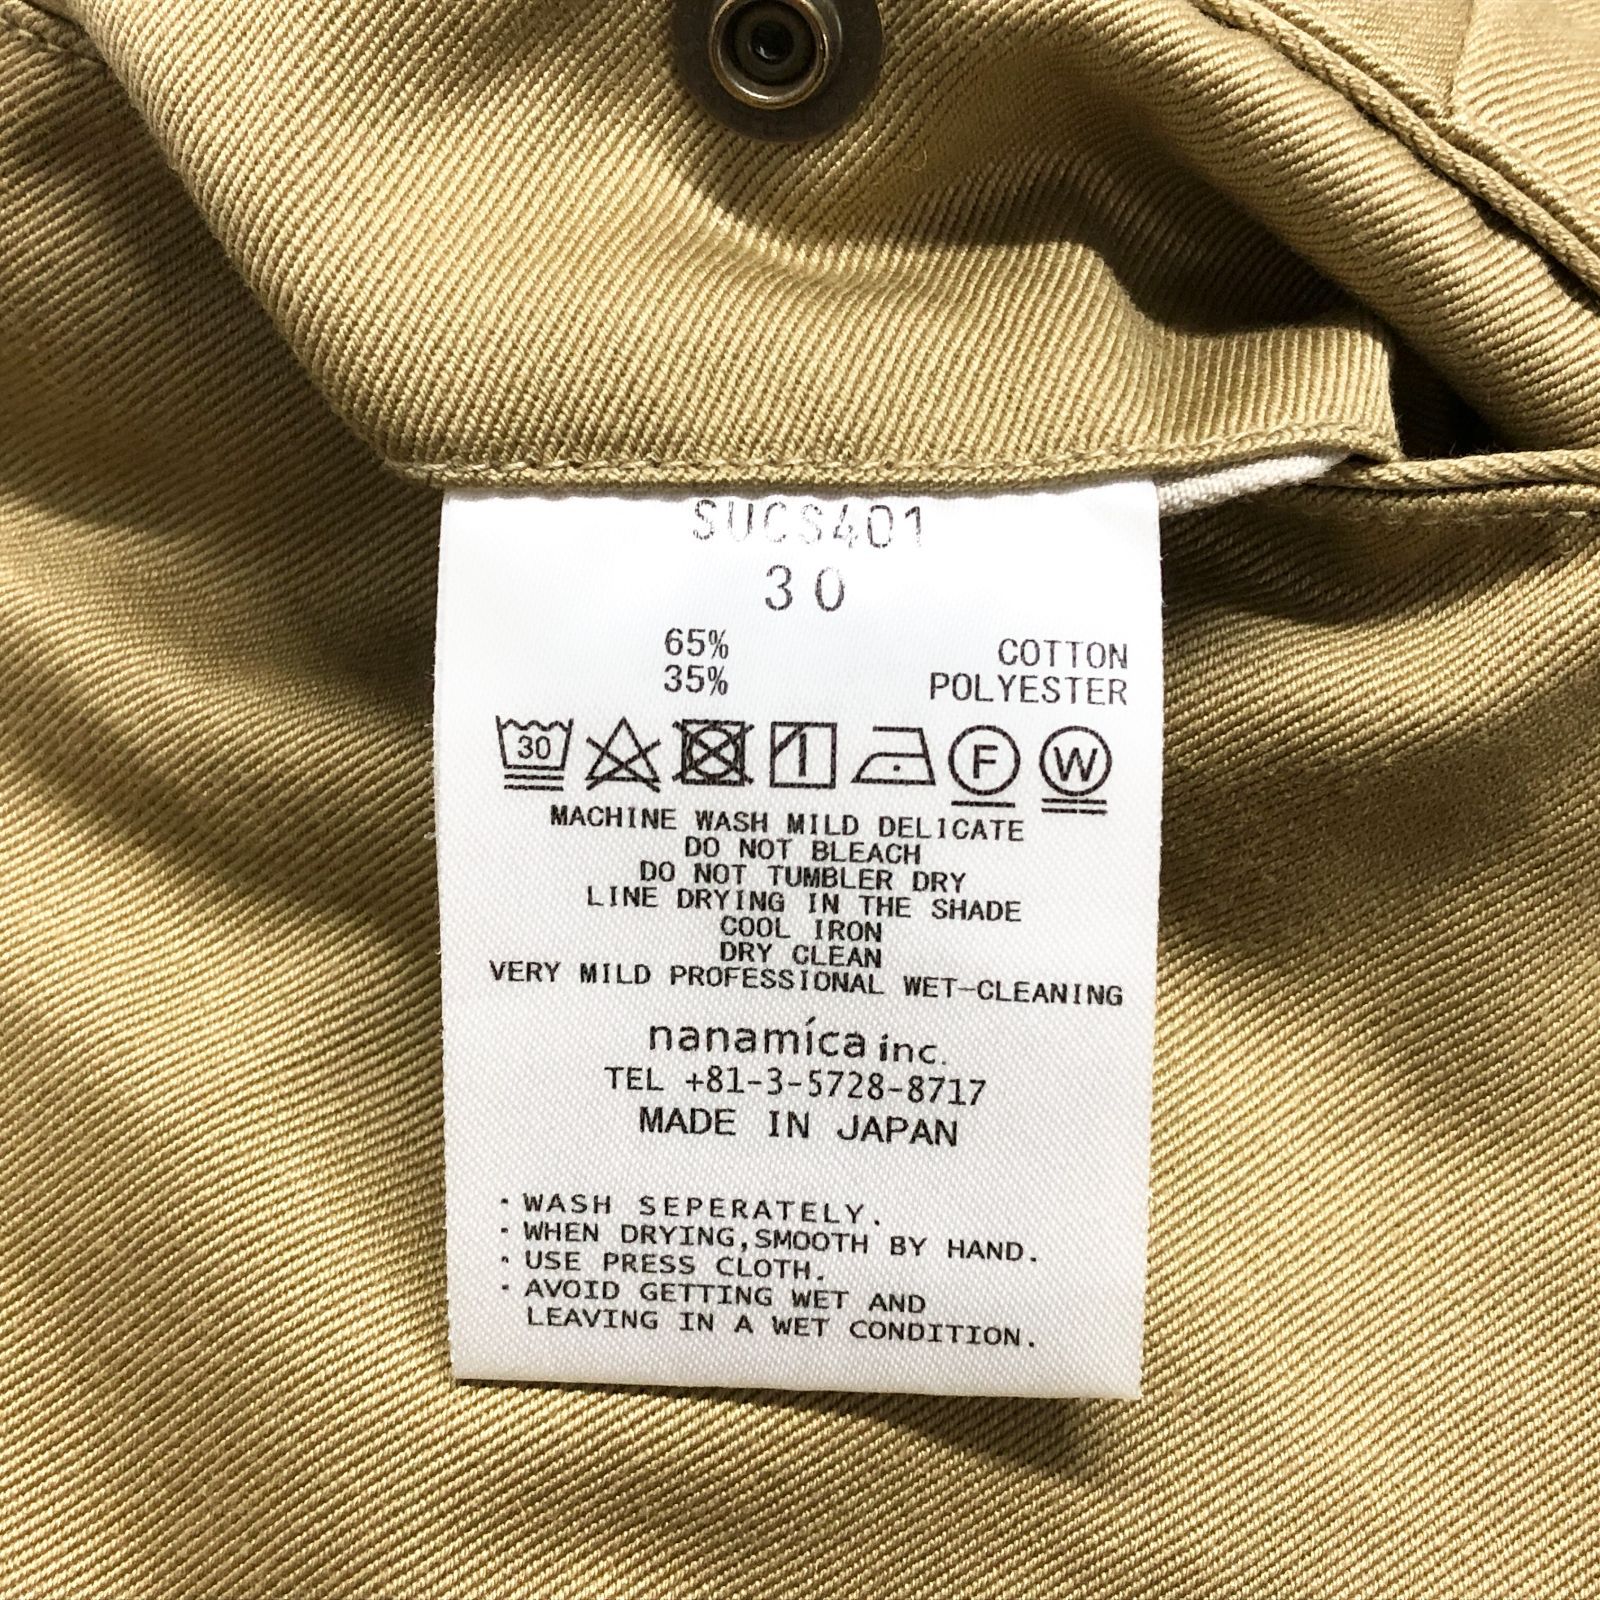 SUCS401
30
65% COTTON
35% POLYESTER
30 F W
MACHINE WASH MILD DELICATE
DO NOT BLEACH
DO NOT TUMBLER DRY
LINE DRYING IN THE SHADE
COOL IRON
DRY CLEAN
VERY MILD PROFESSIONAL WET-CLEANING
nanamíca inc.
TEL +81-3-5728-8717
MADE IN JAPAN
・WASH SEPERATELY.
・WHEN DRYING,SMOOTH BY HAND.
・USE PRESS CLOTH.
・AVOID GETTING WET AND
LEAVING IN A WET CONDITION.